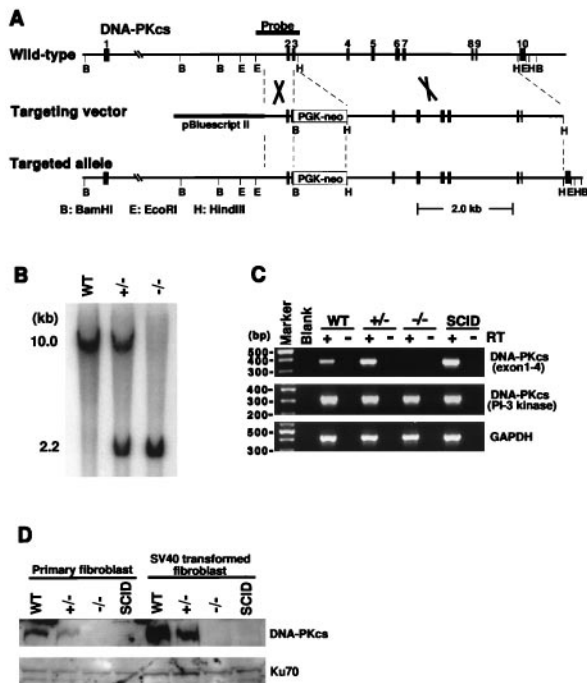 A
DNA-PKcs
Probe
1 2 3 4 5 6 7 8 9 10
Wild-type
B B B E E H H E H B
Targeting vector
pBluescript II
PGK-neo
B H H
Targeted allele
PGK-neo
B B B E E B H H E H B
B: BamHI E: EcoRI H: HindIII
2.0 kb
B
WT +/- -/-
(kb)
10.0
2.2
C
Marker Blank WT +/- -/- SCID
(bp) + - + - + - + - RT
500
400
300
DNA-PKcs
(exon1-4)
400
300
200
DNA-PKcs
(PI-3 kinase)
500
300
GAPDH
D
Primary fibroblast SV40 transformed
fibroblast
WT +/- -/- SCID WT +/- -/- SCID
DNA-PKcs
Ku70